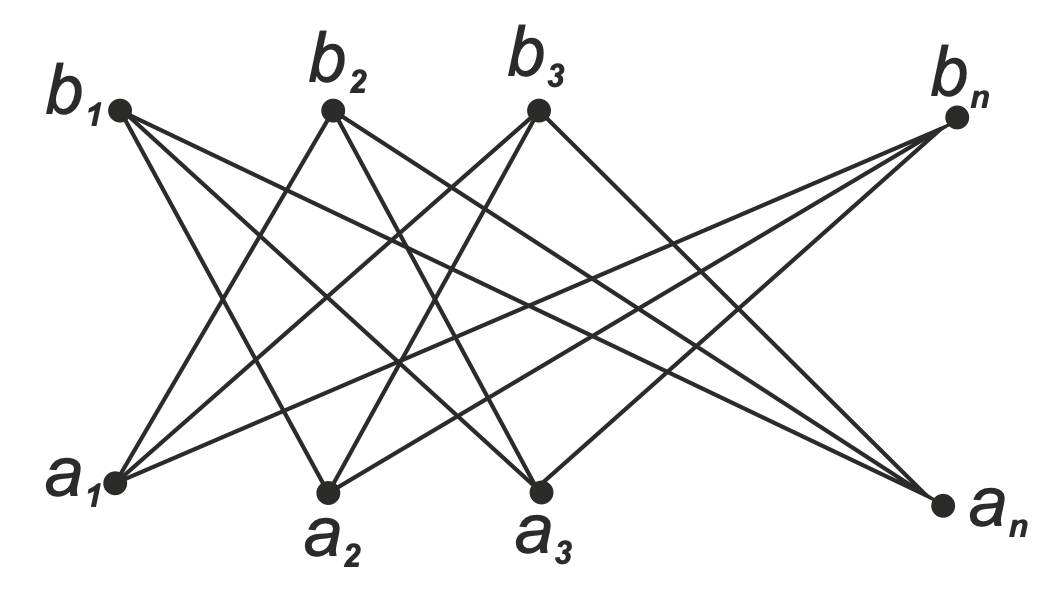 b₁ b₂ b₃ bₙ
a₁ a₂ a₃ aₙ